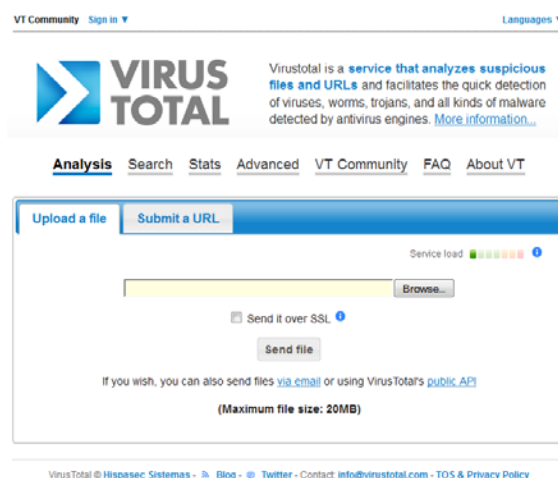 VT Community Sign in ▼ Languages
VIRUS
TOTAL
Virustotal is a service that analyzes suspicious
files and URLs and facilitates the quick detection
of viruses, worms, trojans, and all kinds of malware
detected by antivirus engines. More information...
Analysis Search Stats Advanced VT Community FAQ About VT
Upload a file Submit a URL
Service load
Browse...
Send it over SSL
Send file
If you wish, you can also send files via email or using VirusTotal's public API
(Maximum file size: 20MB)
VirusTotal © Hispasec Sistemas - Blog - Twitter - Contact: info@virustotal.com - TOS & Privacy Policy